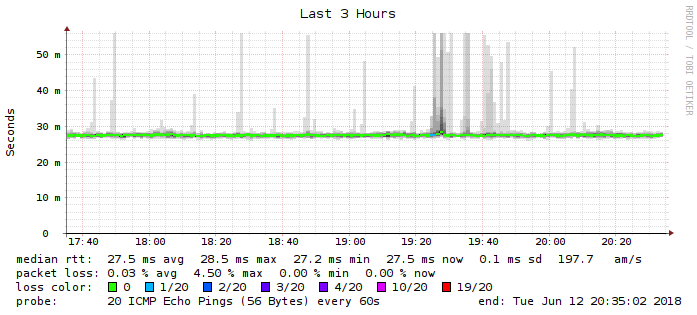 Last 3 Hours
RRDTOOL / TOBI OETIKER
Seconds
50 m
40 m
30 m
20 m
10 m
0
17:40 18:00 18:20 18:40 19:00 19:20 19:40 20:00 20:20
median rtt: 27.5 ms avg 28.5 ms max 27.2 ms min 27.5 ms now 0.1 ms sd 197.7 am/s
packet loss: 0.03 % avg 4.50 % max 0.00 % min 0.00 % now
loss color: 0 1/20 2/20 3/20 4/20 10/20 19/20
probe: 20 ICMP Echo Pings (56 Bytes) every 60s end: Tue Jun 12 20:35:02 2018